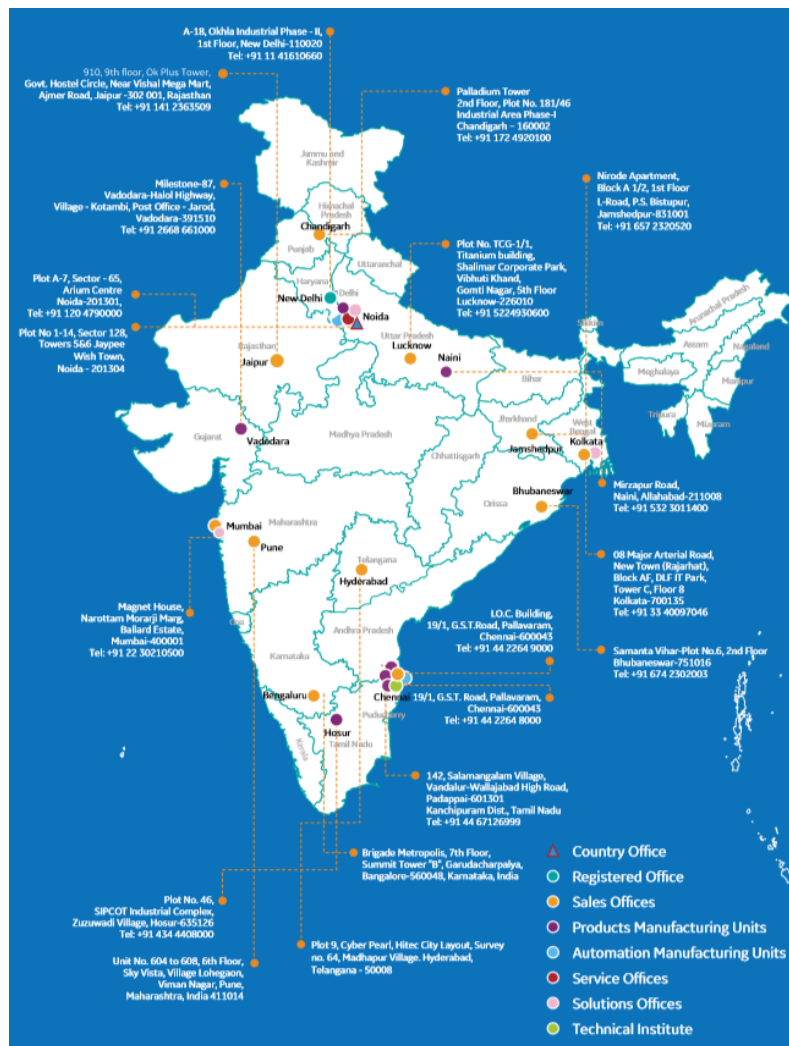 A-18, Okhla Industrial Phase - II,
1st Floor, New Delhi-110020
Tel: +91 11 41610660
910, 9th floor, Ok Plus Tower,
Govt. Hostel Circle, Near Vishal Mega Mart,
Ajmer Road, Jaipur -302 001, Rajasthan
Tel: +91 141 2363509
Palladium Tower
2nd Floor, Plot No. 181/46
Industrial Area Phase-I
Chandigarh – 160002
Tel: +91 172 4920100
Milestone-87,
Vadodara-Halol Highway,
Village - Kotambi, Post Office - Jarod,
Vadodara-391510
Tel: +91 2668 661000
Nirode Apartment,
Block A 1/2, 1st Floor
L-Road, P.S. Bistupur,
Jamshedpur-831001
Tel: +91 657 2320520
Plot No. TCG-1/1,
Titanium building,
Shalimar Corporate Park,
Vibhuti Khand,
Gomti Nagar, 5th Floor
Lucknow-226010
Tel: +91 5224930600
Plot A-7, Sector - 65,
Arium Centre
Noida-201301,
Tel: +91 120 4790000
Plot No 1-14, Sector 128,
Towers 5&6 Jaypee
Wish Town,
Noida - 201304
Jammu and
Kashmir
Himachal
Pradesh
Chandigarh
Punjob
Uttaranchal
Haryana
Delhi
New Delhi
Noida
Rajasthan
Jaipur
Uttar Pradesh
Lucknow
Naini
Sikkim
Arunachal Pradesh
Assam
Nagaland
Meghalaya
Manipur
Tripura
Mizoram
Bihar
Jharkhand
West
Bengal
Jamshedpur
Kolkata
Gujarat
Vadodara
Madhya Pradesh
Chhattisgarh
Orissa
Bhubaneswar
Mirzapur Road,
Naini, Allahabad-211008
Tel: +91 532 3011400
Mumbai
Maharashtra
Pune
Telangana
Hyderabad
08 Major Arterial Road,
New Town (Rajarhat),
Block AF, DLF IT Park,
Tower C, Floor 8
Kolkata-700135
Tel: +91 33 40097046
Magnet House,
Narottam Morarji Marg,
Ballard Estate,
Mumbai-400001
Tel: +91 22 30210500
Goa
Andhra Pradesh
Karnataka
I.O.C. Building,
19/1, G.S.T.Road, Pallavaram,
Chennai-600043
Tel: +91 44 2264 9000
Samanta Vihar-Plot No.6, 2nd Floor
Bhubaneswar-751016
Tel: +91 674 2302003
Bengaluru
Chennai
19/1, G.S.T. Road, Pallavaram,
Chennai-600043
Tel: +91 44 2264 8000
Hosur
Tamil Nadu
Kerala
142, Salamangalam Village,
Vandalur-Wallajabad High Road,
Padappai-601301
Kanchipuram Dist., Tamil Nadu
Tel: +91 44 67126999
Brigade Metropolis, 7th Floor,
Summit Tower "B", Garudacharpalya,
Bangalore-560048, Karnataka, India
Plot No. 46,
SIPCOT Industrial Complex,
Zuzuwadi Village, Hosur-635126
Tel: +91 434 4408000
Plot 9, Cyber Pearl, Hitec City Layout, Survey
no. 64, Madhapur Village. Hyderabad,
Telangana - 50008
Unit No. 604 to 608, 6th Floor,
Sky Vista, Village Lohegaon,
Viman Nagar, Pune,
Maharashtra, India 411014
Country Office
Registered Office
Sales Offices
Products Manufacturing Units
Automation Manufacturing Units
Service Offices
Solutions Offices
Technical Institute